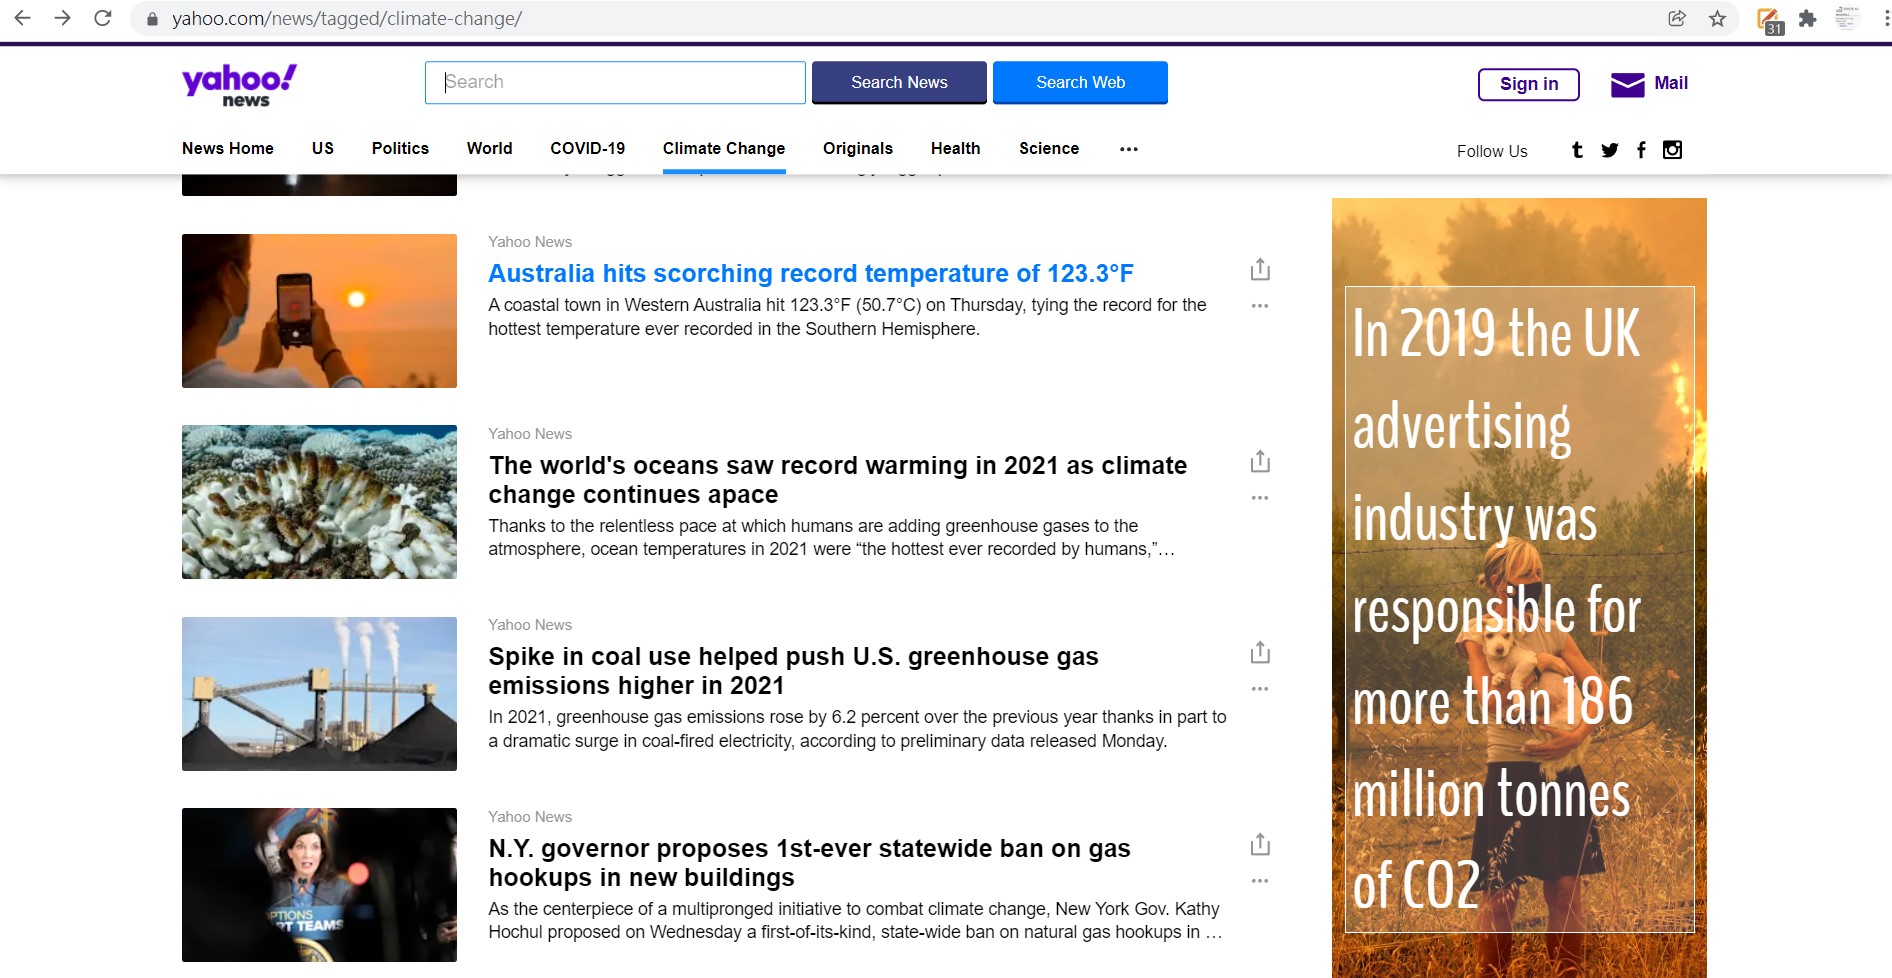 yahoo.com/news/tagged/climate-change/
31
yahoo!
news
Search
Search News
Search Web
Sign in
Mail
News Home US Politics World COVID-19 Climate Change Originals Health Science ...
Follow Us
Yahoo News
Australia hits scorching record temperature of 123.3°F
A coastal town in Western Australia hit 123.3°F (50.7°C) on Thursday, tying the record for the
hottest temperature ever recorded in the Southern Hemisphere.
Yahoo News
The world's oceans saw record warming in 2021 as climate
change continues apace
Thanks to the relentless pace at which humans are adding greenhouse gases to the
atmosphere, ocean temperatures in 2021 were “the hottest ever recorded by humans,”…
Yahoo News
Spike in coal use helped push U.S. greenhouse gas
emissions higher in 2021
In 2021, greenhouse gas emissions rose by 6.2 percent over the previous year thanks in part to
a dramatic surge in coal-fired electricity, according to preliminary data released Monday.
Yahoo News
N.Y. governor proposes 1st-ever statewide ban on gas
hookups in new buildings
As the centerpiece of a multipronged initiative to combat climate change, New York Gov. Kathy
Hochul proposed on Wednesday a first-of-its-kind, state-wide ban on natural gas hookups in …
PTIONS
RT TEAMS
In 2019 the UK
advertising
industry was
responsible for
more than 186
million tonnes
of CO2